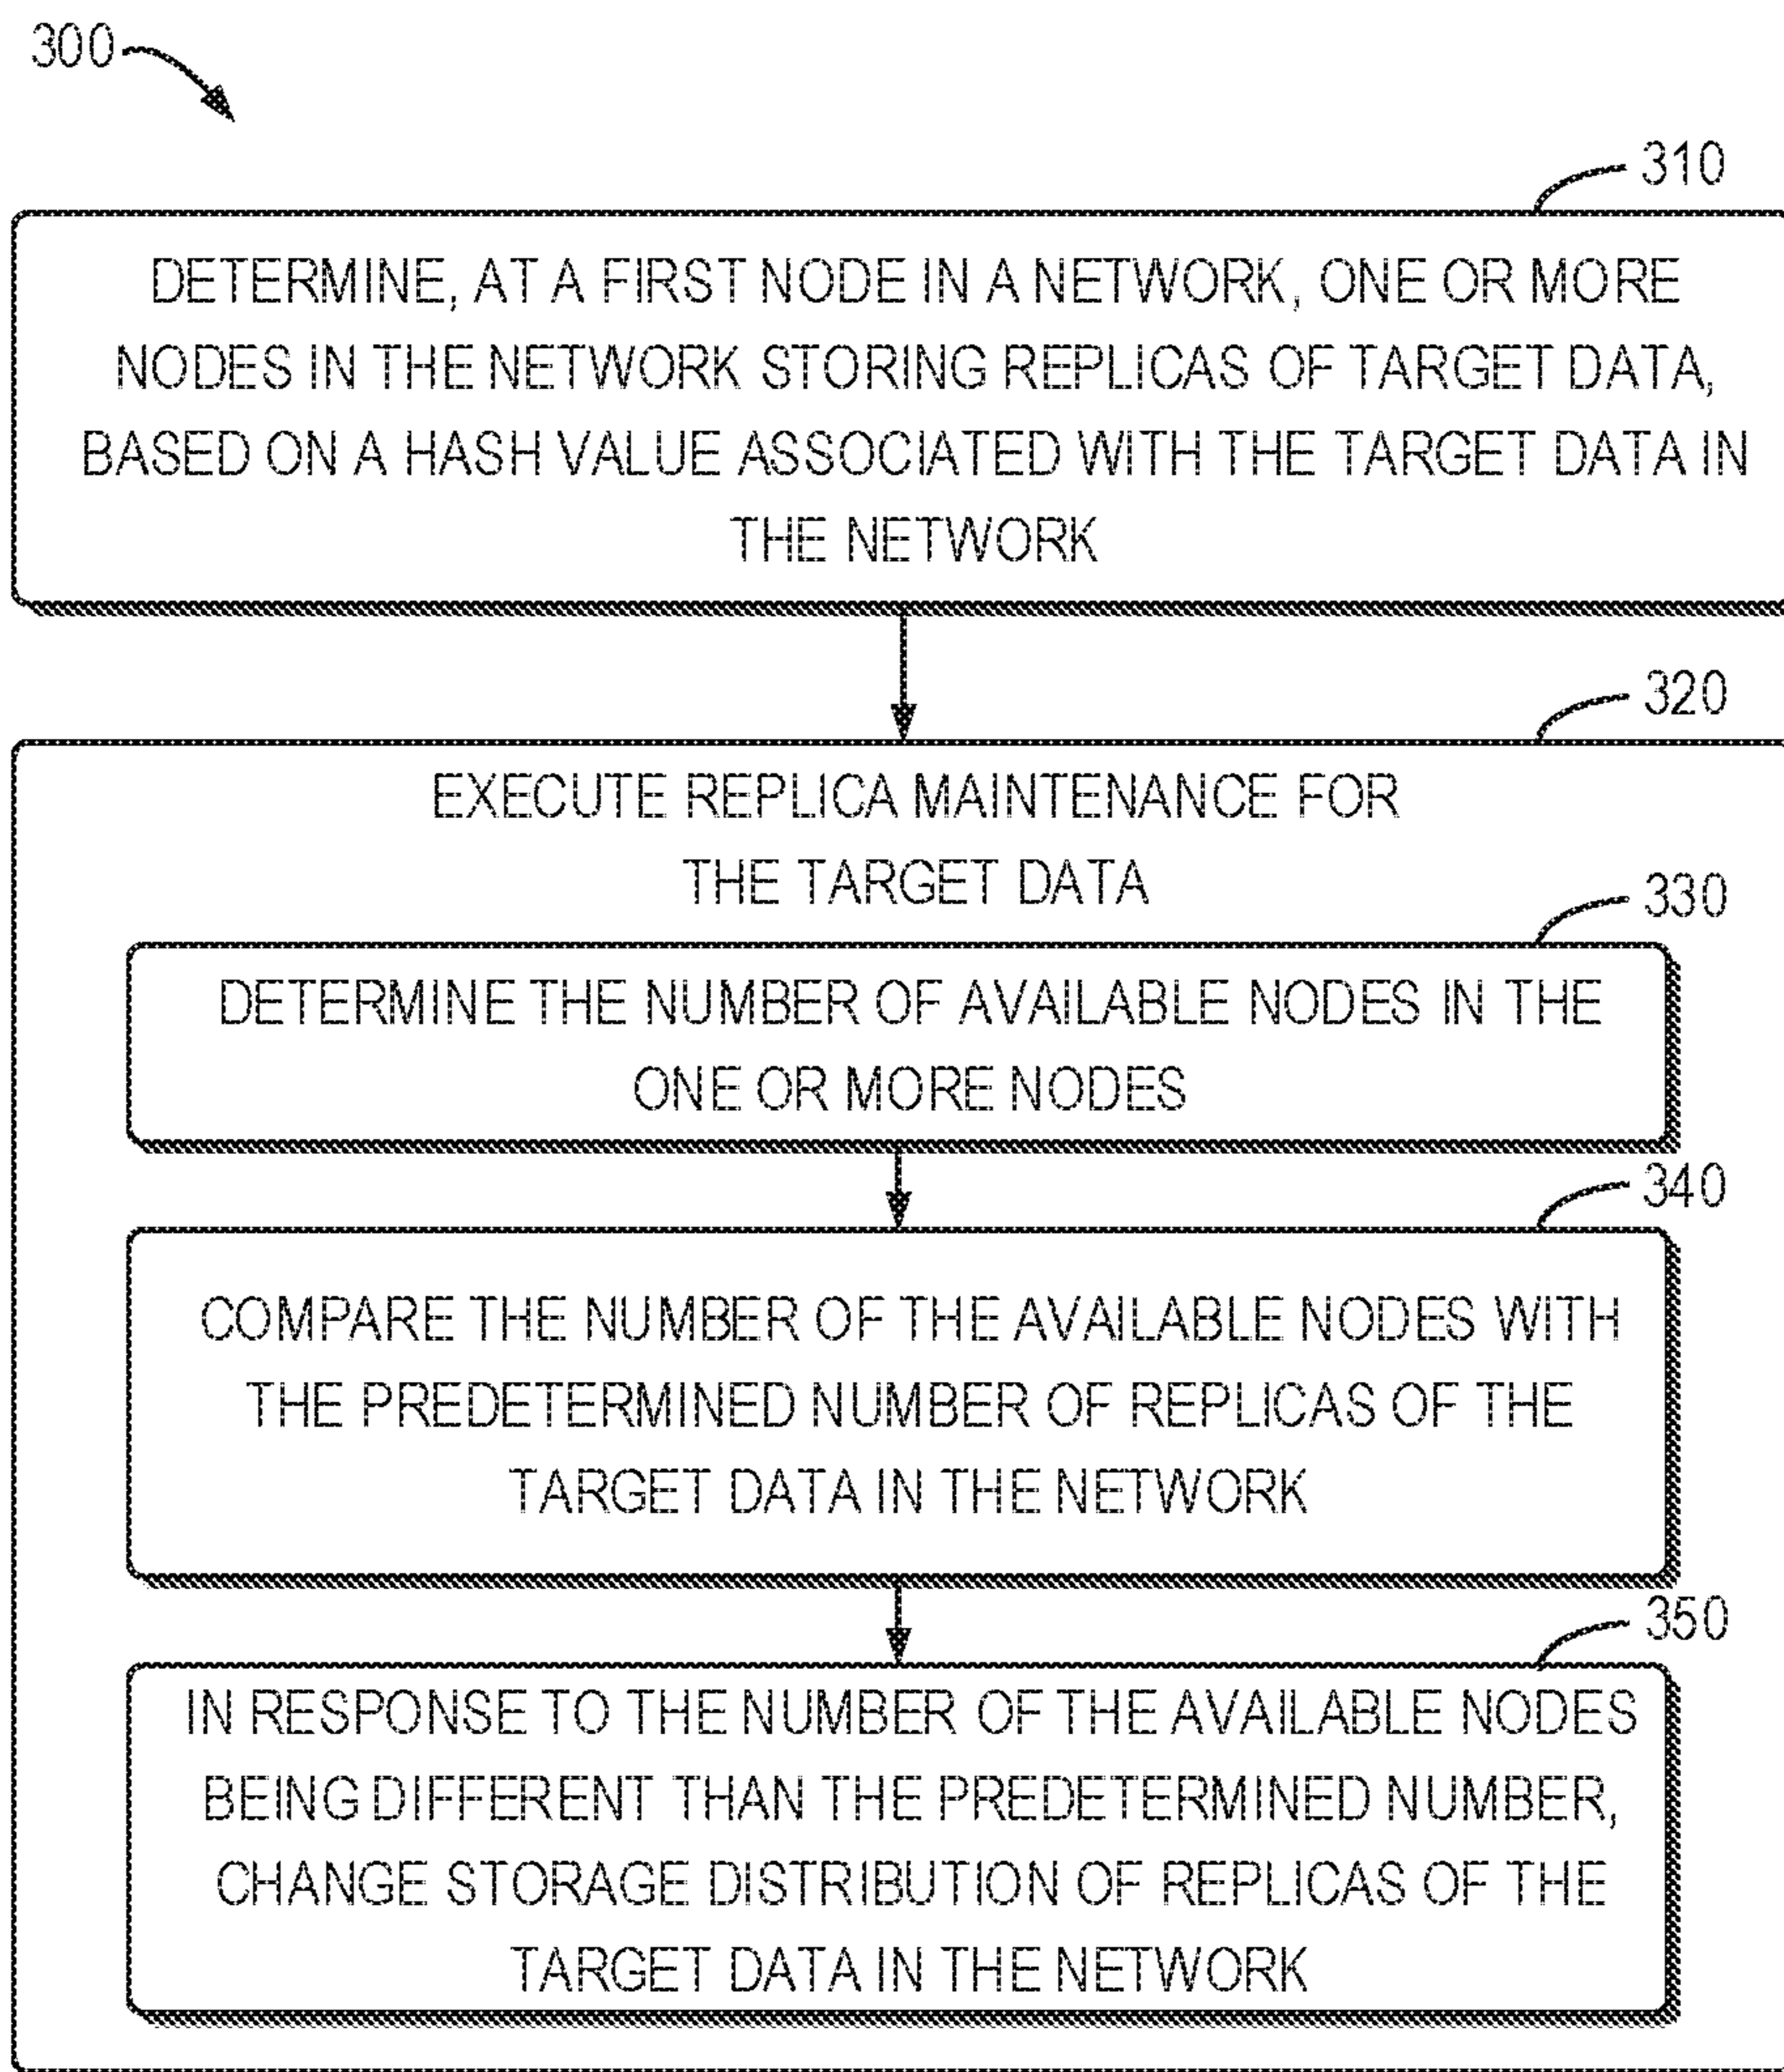 300
310
DETERMINE, AT A FIRST NODE IN A NETWORK, ONE OR MORE
NODES IN THE NETWORK STORING REPLICAS OF TARGET DATA,
BASED ON A HASH VALUE ASSOCIATED WITH THE TARGET DATA IN
THE NETWORK
320
EXECUTE REPLICA MAINTENANCE FOR
THE TARGET DATA
330
DETERMINE THE NUMBER OF AVAILABLE NODES IN THE
ONE OR MORE NODES
340
COMPARE THE NUMBER OF THE AVAILABLE NODES WITH
THE PREDETERMINED NUMBER OF REPLICAS OF THE
TARGET DATA IN THE NETWORK
350
IN RESPONSE TO THE NUMBER OF THE AVAILABLE NODES
BEING DIFFERENT THAN THE PREDETERMINED NUMBER,
CHANGE STORAGE DISTRIBUTION OF REPLICAS OF THE
TARGET DATA IN THE NETWORK